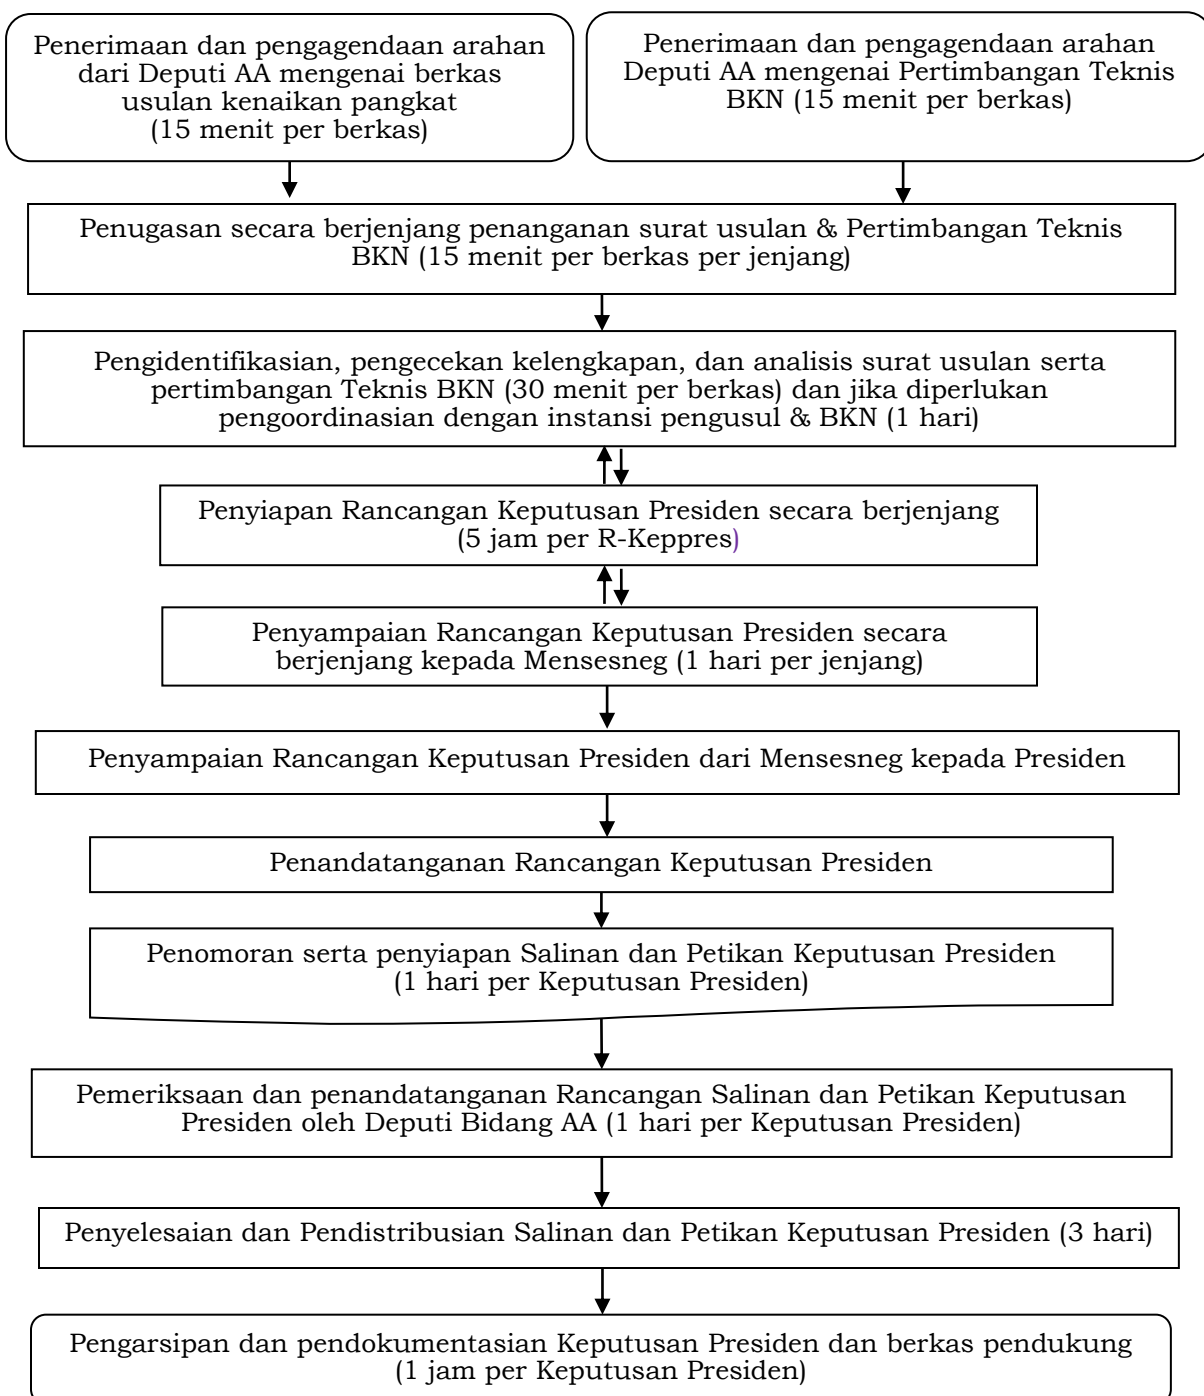 Penerimaan dan pengagendaan arahan
dari Deputi AA mengenai berkas
usulan kenaikan pangkat
(15 menit per berkas)
Penerimaan dan pengagendaan arahan
Deputi AA mengenai Pertimbangan Teknis
BKN (15 menit per berkas)
Penugasan secara berjenjang penanganan surat usulan & Pertimbangan Teknis
BKN (15 menit per berkas per jenjang)
Pengidentifikasian, pengecekan kelengkapan, dan analisis surat usulan serta
pertimbangan Teknis BKN (30 menit per berkas) dan jika diperlukan
pengoordinasian dengan instansi pengusul & BKN (1 hari)
Penyiapan Rancangan Keputusan Presiden secara berjenjang
(5 jam per R-Keppres)
Penyampaian Rancangan Keputusan Presiden secara
berjenjang kepada Mensesneg (1 hari per jenjang)
Penyampaian Rancangan Keputusan Presiden dari Mensesneg kepada Presiden
Penandatanganan Rancangan Keputusan Presiden
Penomoran serta penyiapan Salinan dan Petikan Keputusan Presiden
(1 hari per Keputusan Presiden)
Pemeriksaan dan penandatanganan Rancangan Salinan dan Petikan Keputusan
Presiden oleh Deputi Bidang AA (1 hari per Keputusan Presiden)
Penyelesaian dan Pendistribusian Salinan dan Petikan Keputusan Presiden (3 hari)
Pengarsipan dan pendokumentasian Keputusan Presiden dan berkas pendukung
(1 jam per Keputusan Presiden)